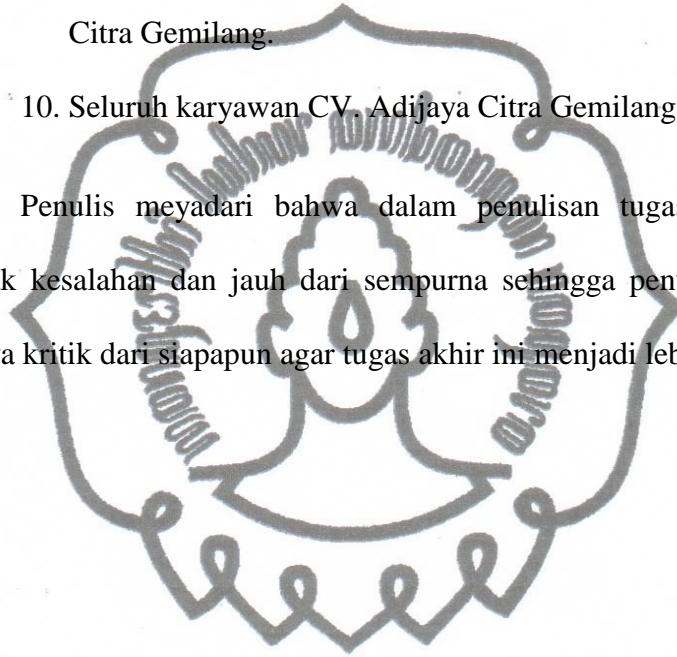 Citra Gemilang.
10. Seluruh karyawan CV. Adijaya Citra Gemilang
Penulis meyadari bahwa dalam penulisan tugas
k kesalahan dan jauh dari sempurna sehingga pen
a kritik dari siapapun agar tugas akhir ini menjadi leb